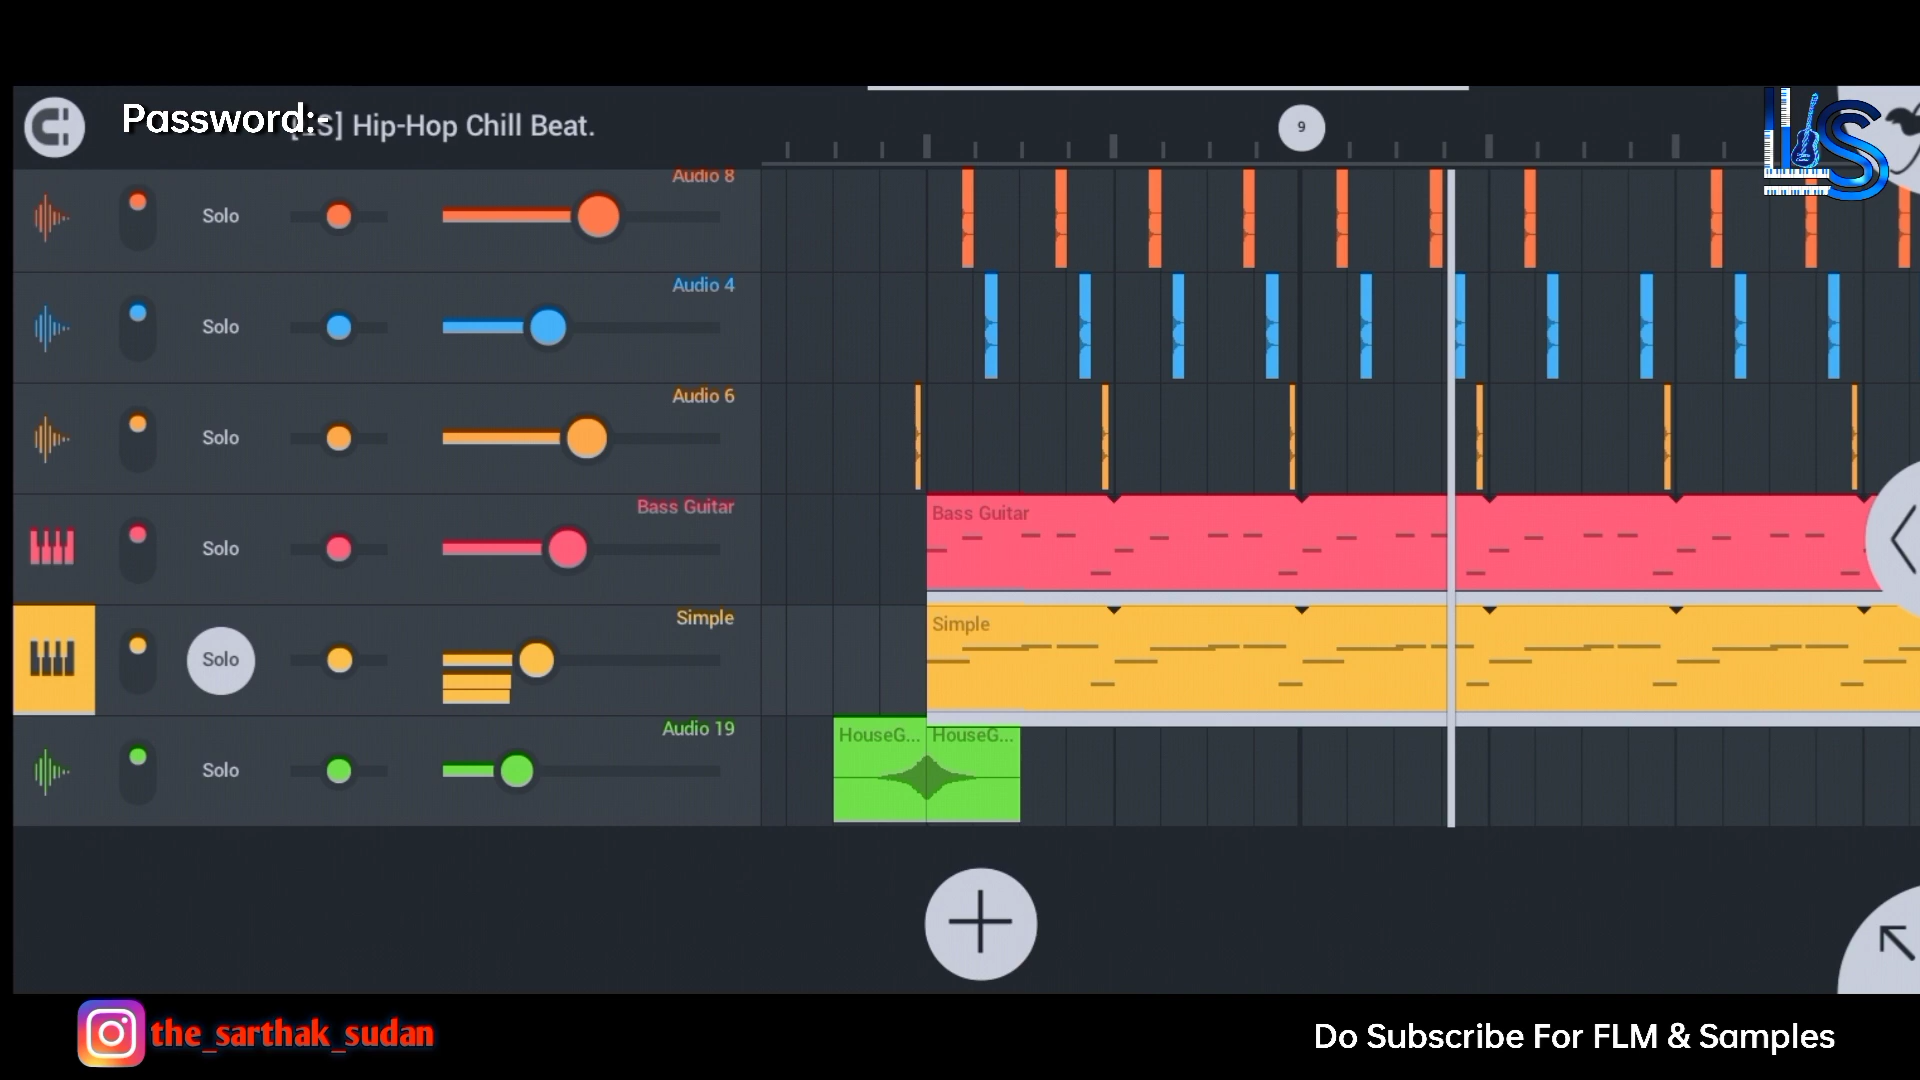 Password:-
S] Hip-Hop Chill Beat.
9
LS
Audio 8
Solo
Audio 4
Solo
Audio 6
Solo
Bass Guitar
Solo
Bass Guitar
Simple
Solo
Simple
Audio 19
Solo
HouseG... HouseG...
the_sarthak_sudan
Do Subscribe For FLM & Samples